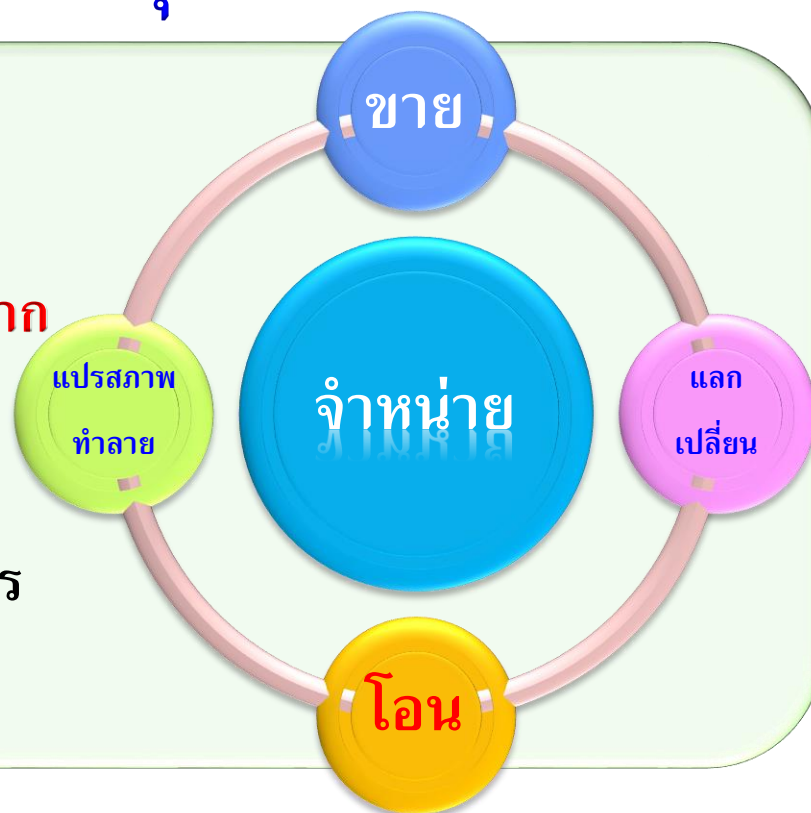 ขาย
แปรสภาพ
ทำลาย
จำหน่าย
แลก
เปลี่ยน
โอน